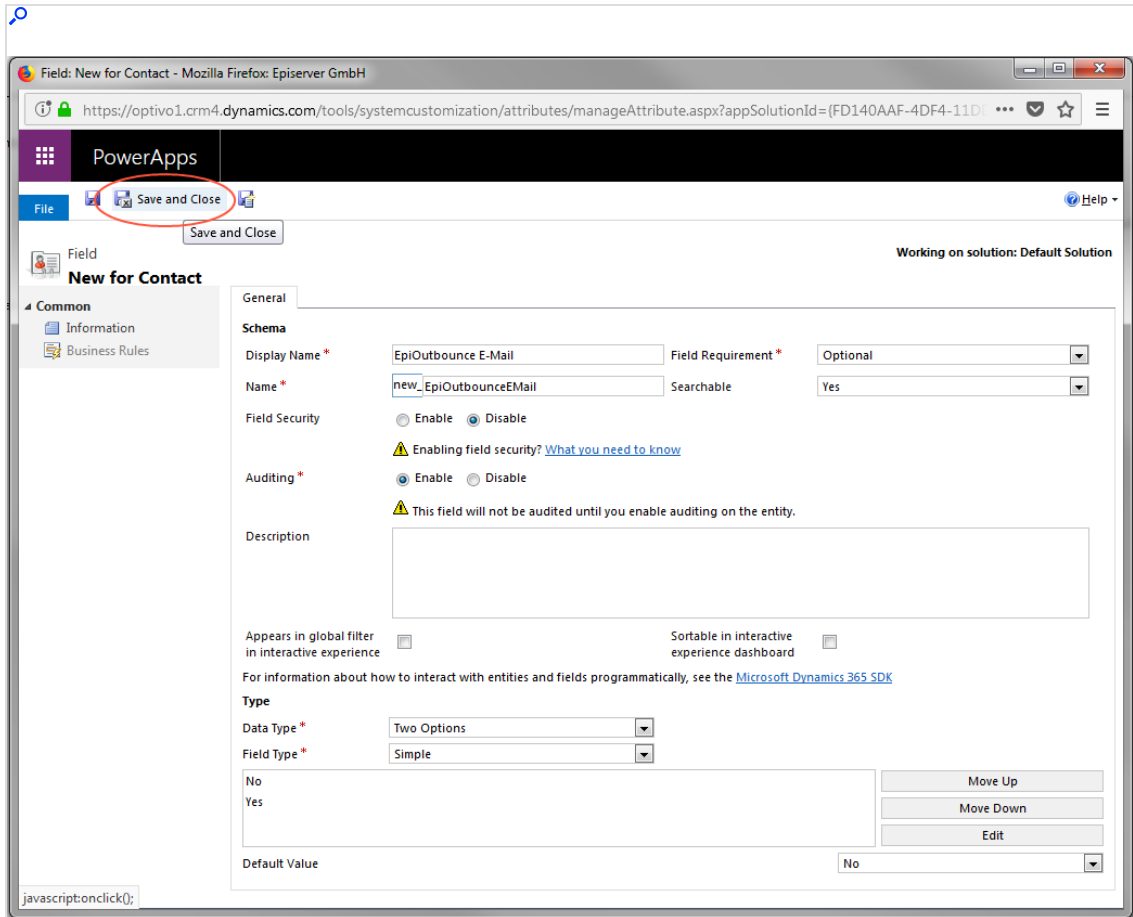 Field: New for Contact - Mozilla Firefox: Episerver GmbH
https://optivo1.crm4.dynamics.com/tools/systemcustomization/attributes/manageAttribute.aspx?appSolutionId={FD140AAF-4DF4-11D
PowerApps
File
Save and Close
Help
Save and Close
Field
New for Contact
Working on solution: Default Solution
Common
Information
Business Rules
General
Schema
Display Name *
EpiOutbounce E-Mail
Field Requirement *
Optional
Name *
new_ EpiOutbounceEMail
Searchable
Yes
Field Security
Enable
Disable
Enabling field security? What you need to know
Auditing *
Enable
Disable
This field will not be audited until you enable auditing on the entity.
Description
Appears in global filter
in interactive experience
Sortable in interactive
experience dashboard
For information about how to interact with entities and fields programmatically, see the Microsoft Dynamics 365 SDK
Type
Data Type *
Two Options
Field Type *
Simple
No
Yes
Move Up
Move Down
Edit
Default Value
No
javascript:onclick();